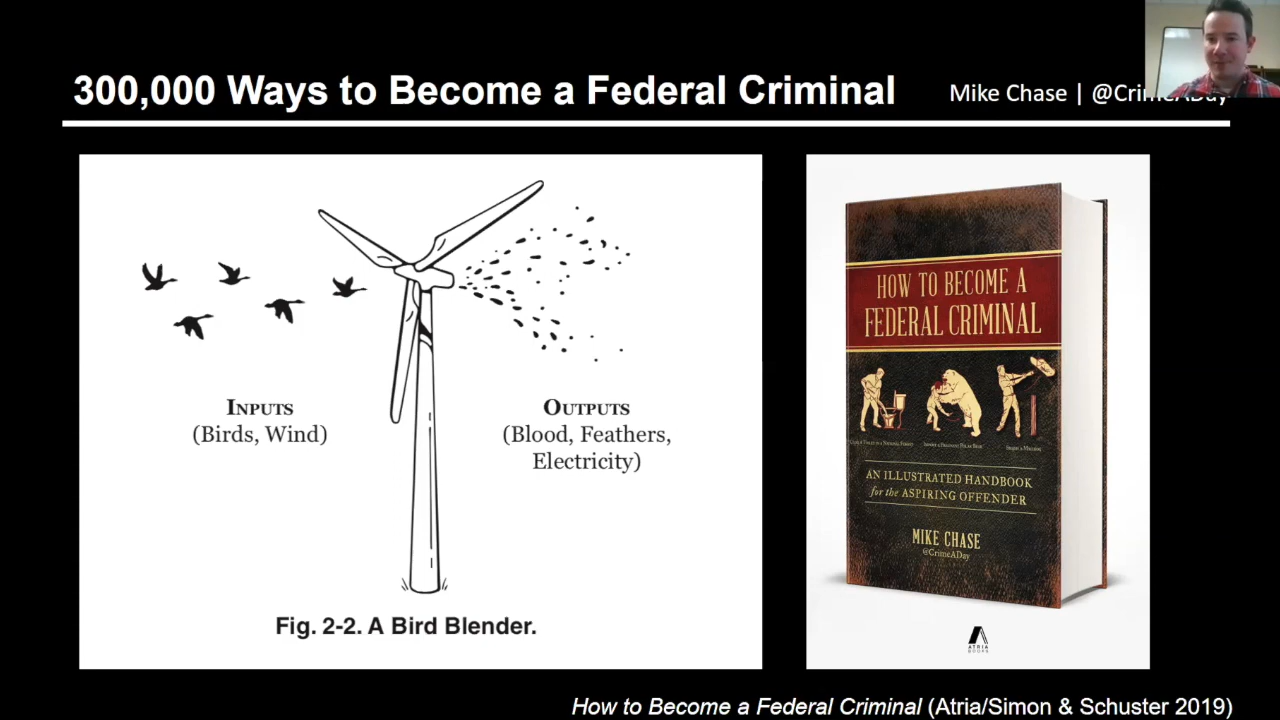 300,000 Ways to Become a Federal Criminal
Mike Chase | @CrimeADay
INPUTS
(Birds, Wind)
OUTPUTS
(Blood, Feathers,
Electricity)
Fig. 2-2. A Bird Blender.
HOW TO BECOME A
FEDERAL CRIMINAL
AN ILLUSTRATED HANDBOOK
for the ASPIRING OFFENDER
MIKE CHASE
@CrimeADay
ATRIA
BOOKS
How to Become a Federal Criminal (Atria/Simon & Schuster 2019)